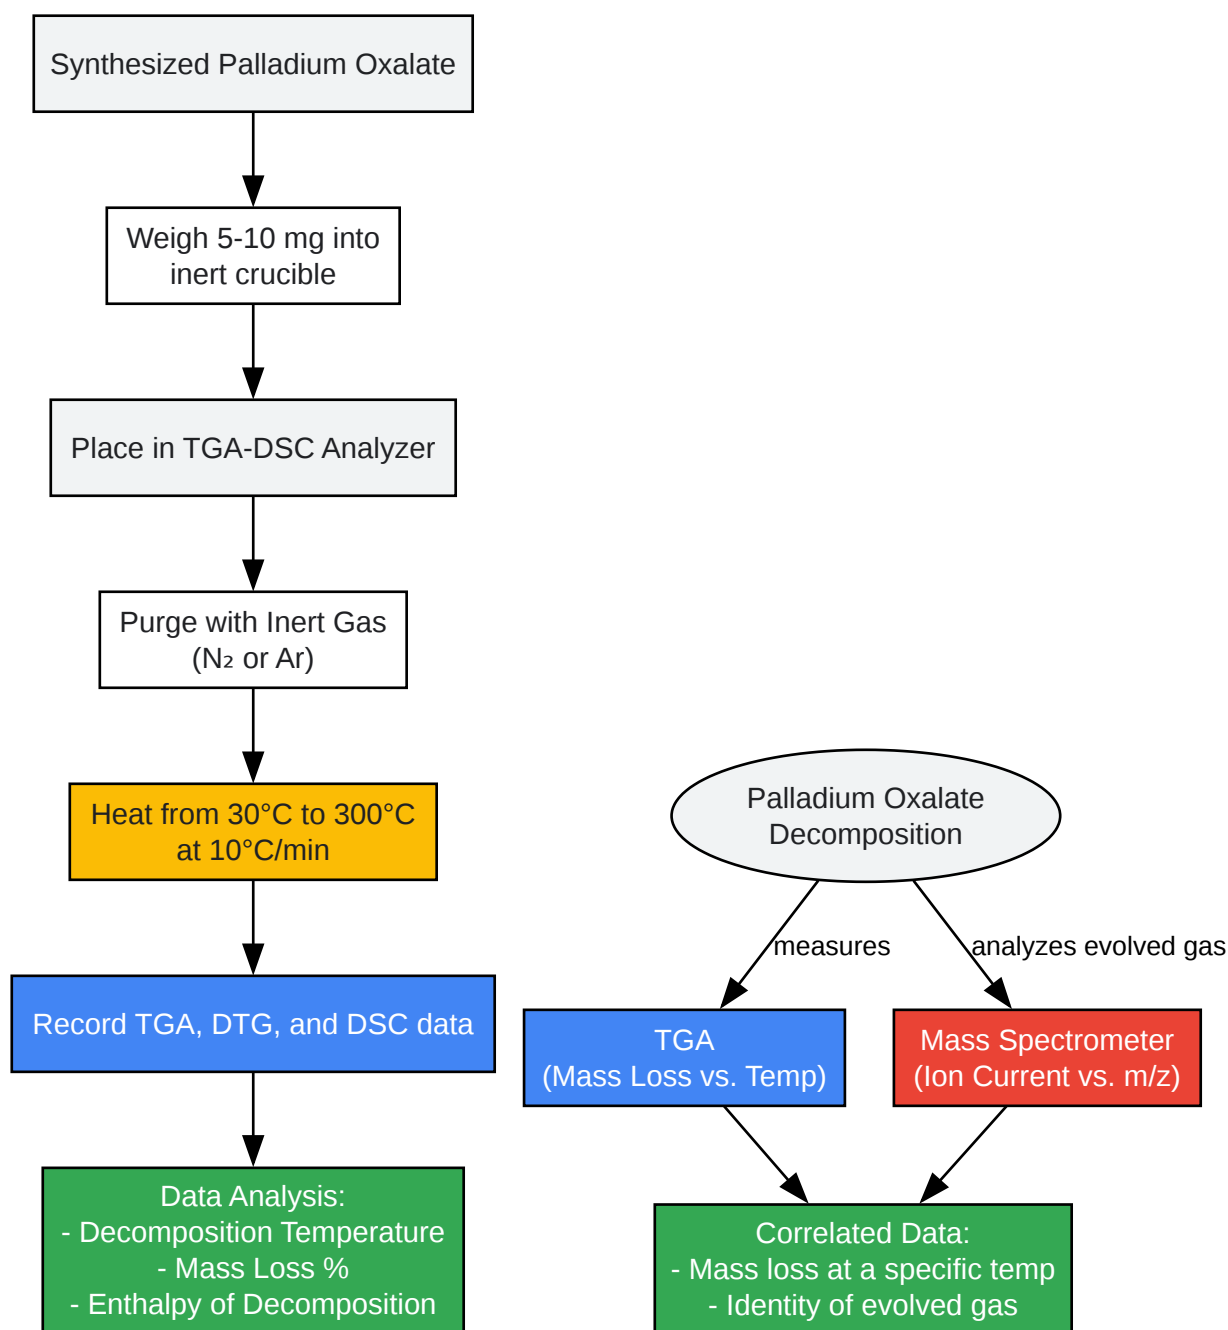 Synthesized Palladium Oxalate
Weigh 5-10 mg into
inert crucible
Place in TGA-DSC Analyzer
Purge with Inert Gas
(N₂ or Ar)
Heat from 30°C to 300°C
at 10°C/min
Record TGA, DTG, and DSC data
Data Analysis:
- Decomposition Temperature
- Mass Loss %
- Enthalpy of Decomposition
Palladium Oxalate
Decomposition
measures
analyzes evolved gas
TGA
(Mass Loss vs. Temp)
Mass Spectrometer
(Ion Current vs. m/z)
Correlated Data:
- Mass loss at a specific temp
- Identity of evolved gas